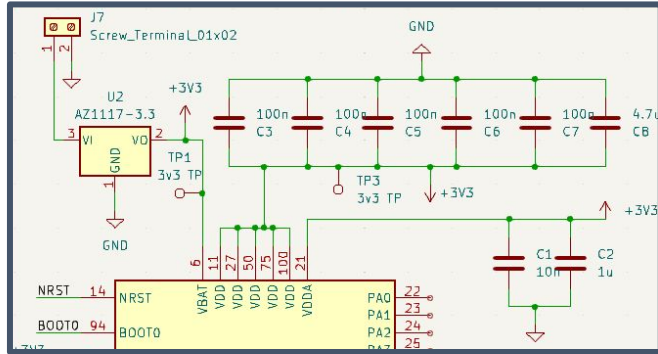 J7
Screw_Terminal_01x02
1
2
U2
AZ1117-3.3
+3V3
3
VI
VO
2
GND
1
GND
TP1
3v3 TP
GND
100n
C3
100n
C4
100n
C5
100n
C6
100n
C7
4.7u
C8
TP3
3v3 TP
+3V3
+3V3
C1
10n
C2
1u
6
11
27
50
75
100
21
VBAT
VDD
VDD
VDD
VDD
VDD
VDDA
NRST
14
NRST
BOOT0
94
BOOT0
+3V3
PA0
22
PA1
23
PA2
24
PA3
25